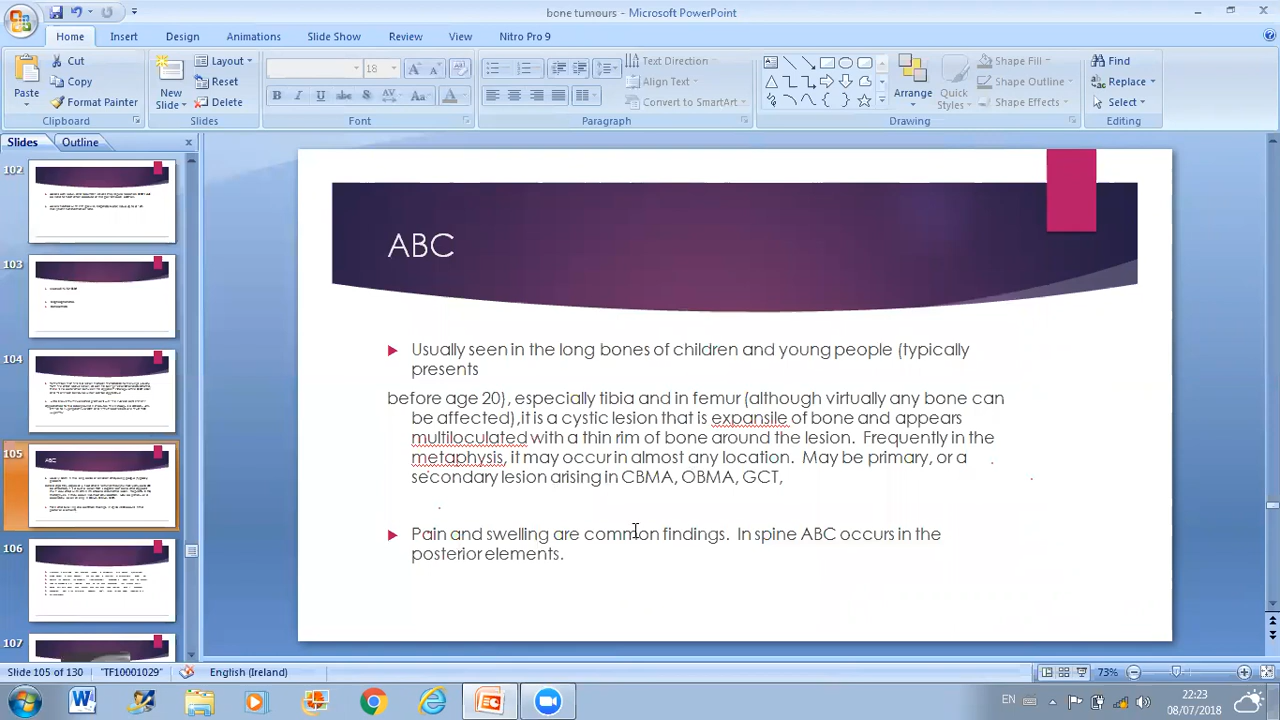 bone tumours - Microsoft PowerPoint
Home Insert Design Animations Slide Show Review View Nitro Pro 9
Paste
Cut
Copy
Format Painter
Clipboard
New Slide
Layout
Reset
Delete
Slides
18
B I U abe S AV Aa A
Font
Text Direction
Align Text
Convert to SmartArt
Paragraph
Arrange
Quick Styles
Shape Fill
Shape Outline
Shape Effects
Drawing
Find
Replace
Select
Editing
Slides Outline
102
103
104
105
106
107
ABC
Usually seen in the long bones of children and young people (typically
presents
before age 20), especially tibia and in femur (although virtually any bone can
be affected),it is a cystic lesion that is expansile of bone and appears
multiloculated with a thin rim of bone around the lesion. Frequently in the
metaphysis, it may occur in almost any location. May be primary, or a
secondary lesion arising in CBMA, OBMA, GCT,
Pain and swelling are common findings. In spine ABC occurs in the
posterior elements.
Slide 105 of 130 "TF10001029" English (Ireland) 73%
EN
22:23
08/07/2018